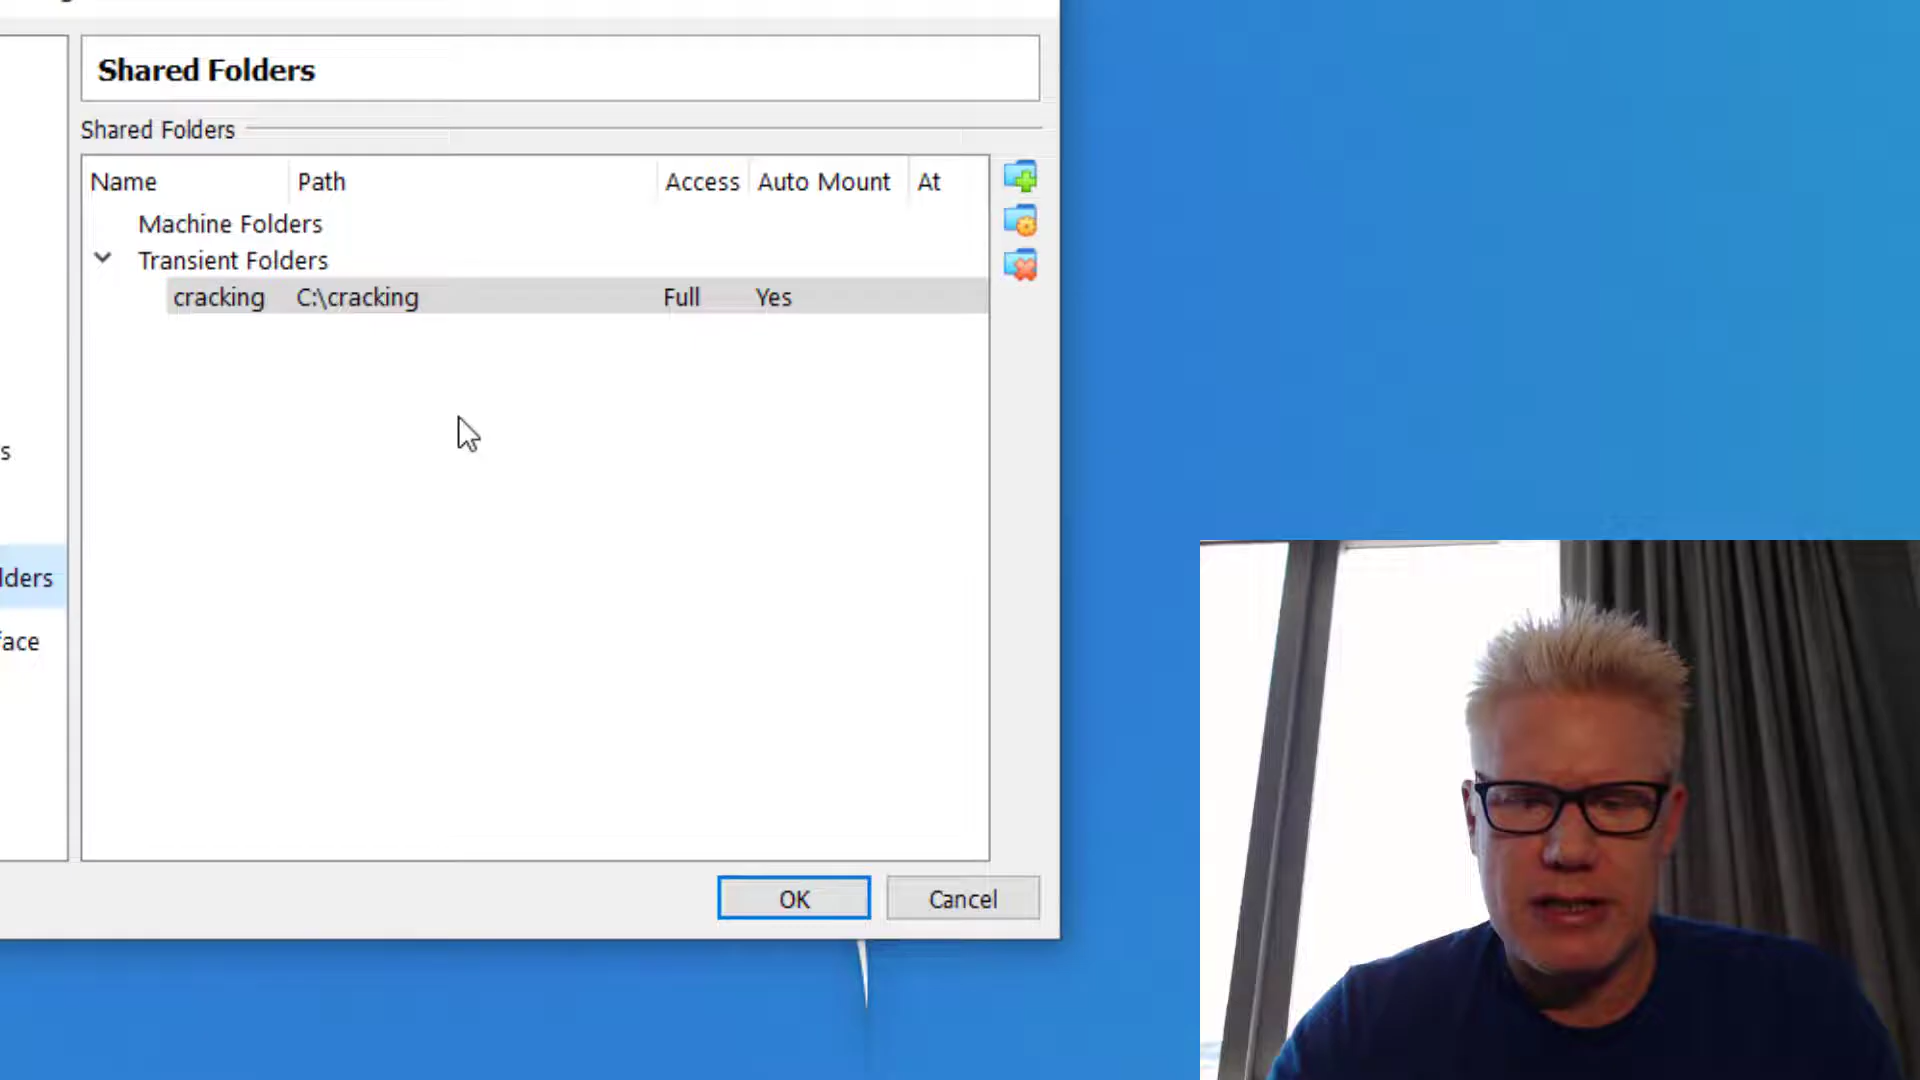 Shared Folders
Shared Folders
Name Path Access Auto Mount At
Machine Folders
Transient Folders
cracking C:\cracking Full Yes
s
lders
face
OK Cancel